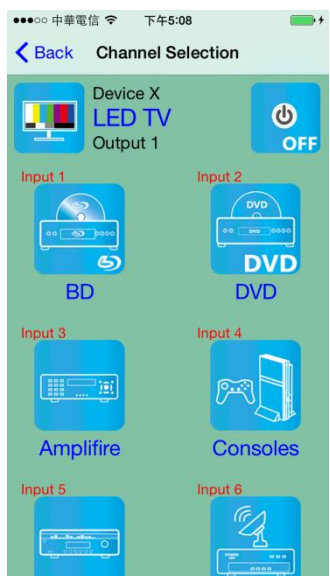 中華電信 下午5:08
Back Channel Selection
Device X
LED TV
Output 1
OFF
Input 1 Input 2
DVD
DVD
BD DVD
Input 3 Input 4
Amplifire Consoles
Input 5 Input 6